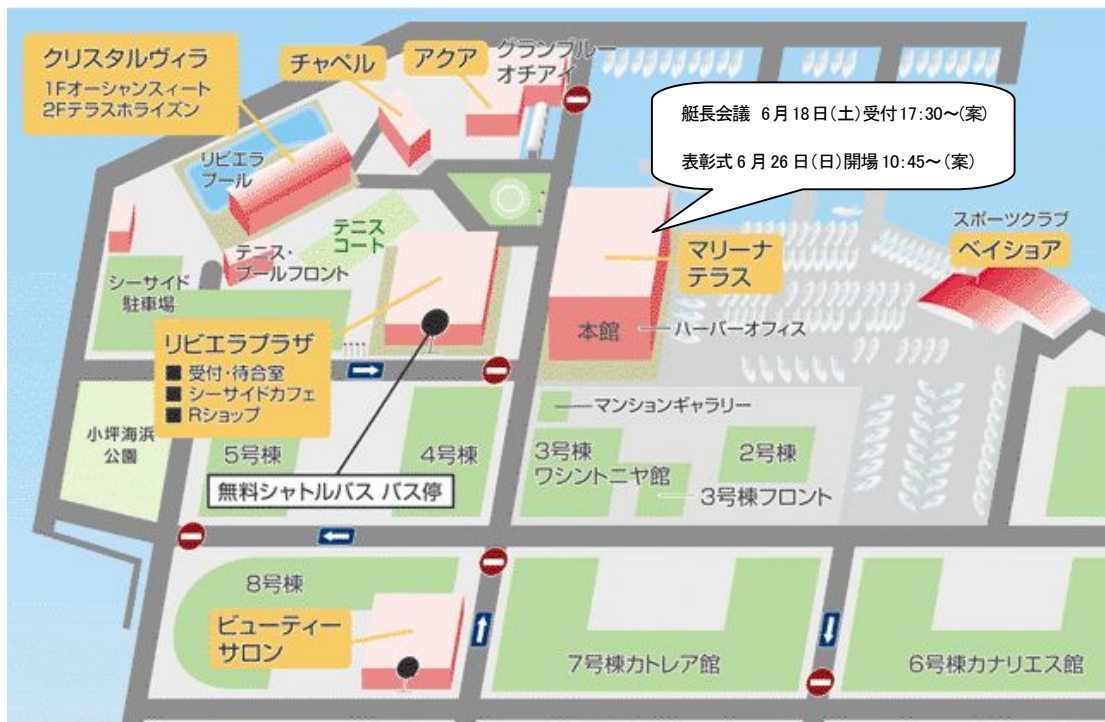 クリスタルヴィラ
1Fオーシャンスィート
2Fテラスホライズン
チャペル
アクア
グランブルー
オチアイ
艇長会議 6月18日(土)受付17:30~(案)
表彰式6月26日(日)開場10:45~(案)
リビエラ
プール
テニス
コート
テニス・
プールフロント
シーサイド
駐車場
マリーナ
テラス
スポーツクラブ
ベイショア
本館
ハーバーオフィス
リビエラプラザ
■ 受付・待合室
■ シーサイドカフェ
■ Rショップ
小坪海浜
公園
5号棟
4号棟
無料シャトルバス バス停
マンションギャラリー
3号棟
ワシントニヤ館
2号棟
3号棟フロント
8号棟
ビューティー
サロン
7号棟カトレア館
6号棟カナリエス館